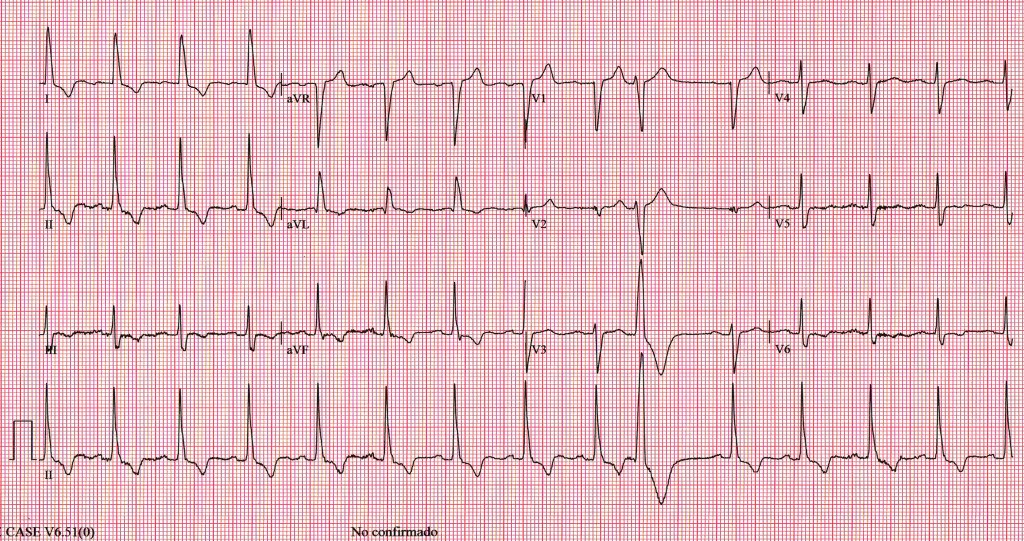 I
aVR
V1
V4
II
aVL
V2
V5
III
aVF
V3
V6
II
CASE V6.51(0)
No confirmado